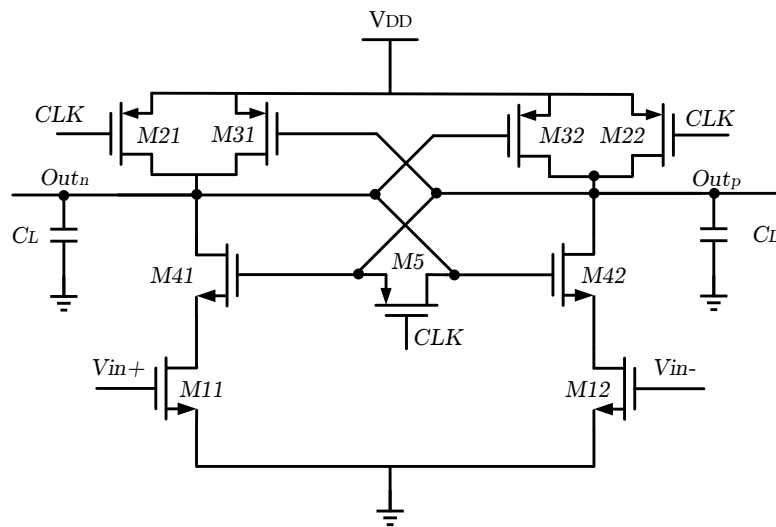 VDD
CLK
M21
M31
M32
M22
CLK
Outn
Outp
CL
M41
M5
M42
CL
CLK
Vin+
M11
M12
Vin-